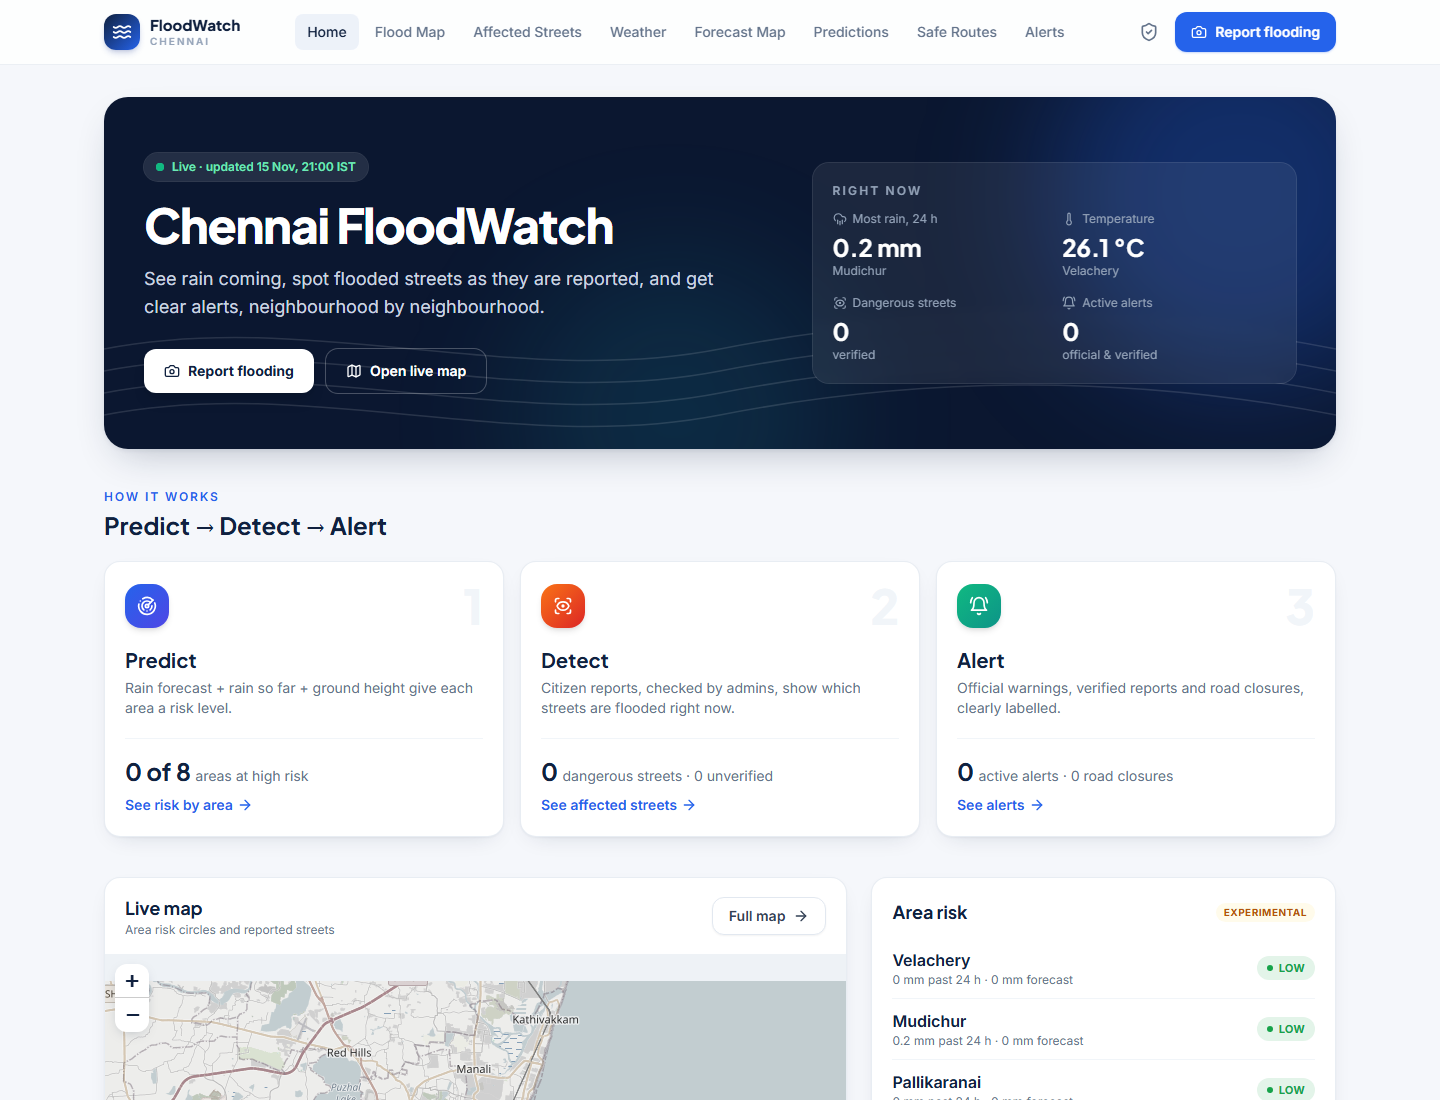 FloodWatch
CHENNAI
Home
Flood Map
Affected Streets
Weather
Forecast Map
Predictions
Safe Routes
Alerts
Report flooding
Live · updated 15 Nov, 21:00 IST
Chennai FloodWatch
See rain coming, spot flooded streets as they are reported, and get
clear alerts, neighbourhood by neighbourhood.
Report flooding
Open live map
RIGHT NOW
Most rain, 24 h
0.2 mm
Mudichur
Temperature
26.1 °C
Velachery
Dangerous streets
0
verified
Active alerts
0
official & verified
HOW IT WORKS
Predict → Detect → Alert
1
Predict
Rain forecast + rain so far + ground height give each
area a risk level.
0 of 8 areas at high risk
See risk by area →
2
Detect
Citizen reports, checked by admins, show which
streets are flooded right now.
0 dangerous streets · 0 unverified
See affected streets →
3
Alert
Official warnings, verified reports and road closures,
clearly labelled.
0 active alerts · 0 road closures
See alerts →
Live map
Area risk circles and reported streets
Full map →
+
−
Kathivakkam
Red Hills
Manali
Puzhal
Lake
Area risk
EXPERIMENTAL
Velachery
0 mm past 24 h · 0 mm forecast
LOW
Mudichur
0.2 mm past 24 h · 0 mm forecast
LOW
Pallikaranai
LOW